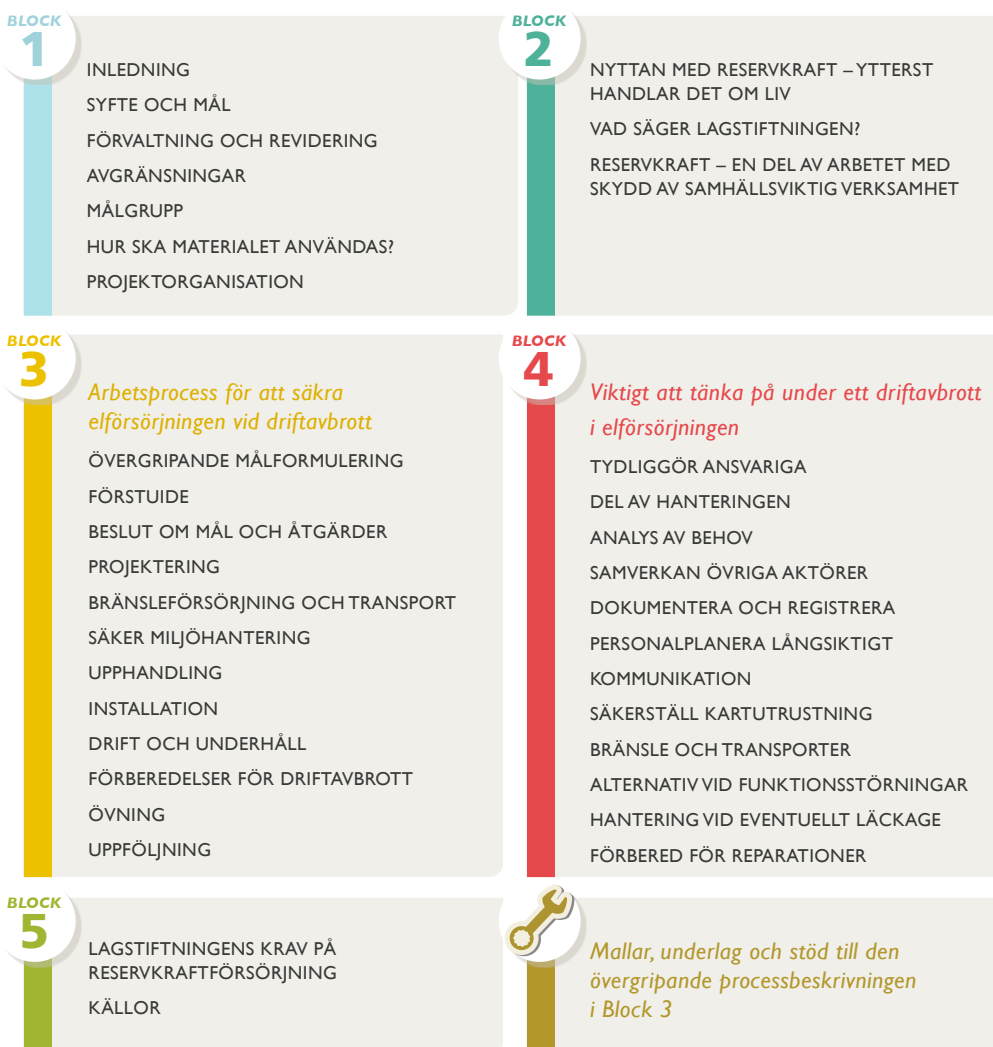 BLOCK
1
INLEDNING
SYFTE OCH MÅL
FÖRVALTNING OCH REVIDERING
AVGRÄNSNINGAR
MÅLGRUPP
HUR SKA MATERIALET ANVÄNDAS?
PROJEKTORGANISATION
BLOCK
2
NYTTAN MED RESERVKRAFT – YTTERST
HANDLAR DET OM LIV
VAD SÄGER LAGSTIFTNINGEN?
RESERVKRAFT – EN DEL AV ARBETET MED
SKYDD AV SAMHÄLLSVIKTIG VERKSAMHET
BLOCK
3
Arbetsprocess för att säkra
elförsörjningen vid driftavbrott
ÖVERGRIPANDE MÅLFORMULERING
FÖRSTUIDE
BESLUT OM MÅL OCH ÅTGÄRDER
PROJEKTERING
BRÄNSLEFÖRSÖRJNING OCH TRANSPORT
SÄKER MILJÖHANTERING
UPPHANDLING
INSTALLATION
DRIFT OCH UNDERHÅLL
FÖRBEREDELSER FÖR DRIFTAVBROTT
ÖVNING
UPPFÖLJNING
BLOCK
4
Viktigt att tänka på under ett driftavbrott
i elförsörjningen
TYDLIGGÖR ANSVARIGA
DEL AV HANTERINGEN
ANALYS AV BEHOV
SAMVERKAN ÖVRIGA AKTÖRER
DOKUMENTERA OCH REGISTRERA
PERSONALPLANERA LÅNGSIKTIGT
KOMMUNIKATION
SÄKERSTÄLL KARTUTRUSTNING
BRÄNSLE OCH TRANSPORTER
ALTERNATIV VID FUNKTIONSSTÖRNINGAR
HANTERING VID EVENTUELLT LÄCKAGE
FÖRBERED FÖR REPARATIONER
BLOCK
5
LAGSTIFTNINGENS KRAV PÅ
RESERVKRAFTFÖRSÖRJNING
KÄLLOR
Mallar, underlag och stöd till den
övergripande processbeskrivningen
i Block 3